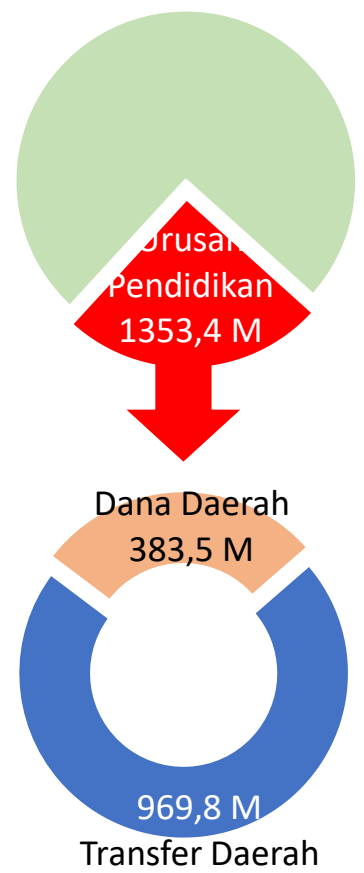 Urusan
Pendidikan
1353,4 M
Dana Daerah
383,5 M
969,8 M
Transfer Daerah